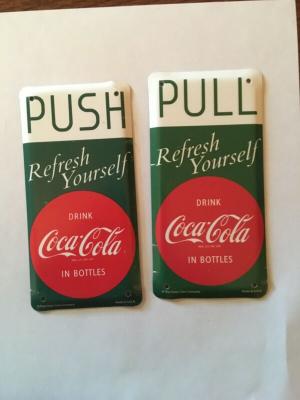 PUSH
Refresh
Yourself
DRINK
Coca-Cola
IN BOTTLES
PULL
Refresh
Yourself
DRINK
Coca-Cola
IN BOTTLES